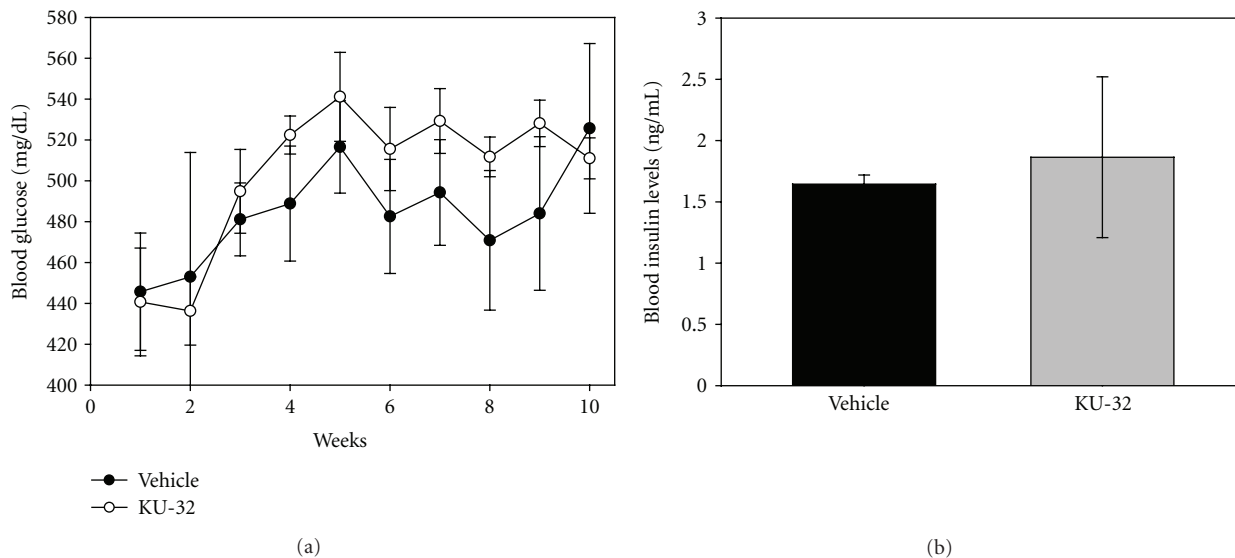 580
560
540
520
500
480
460
440
420
400
Blood glucose (mg/dL)
0 2 4 6 8 10
Weeks
Vehicle
KU-32
(a)
3
2.5
2
1.5
1
0.5
0
Blood insulin levels (ng/mL)
Vehicle KU-32
(b)